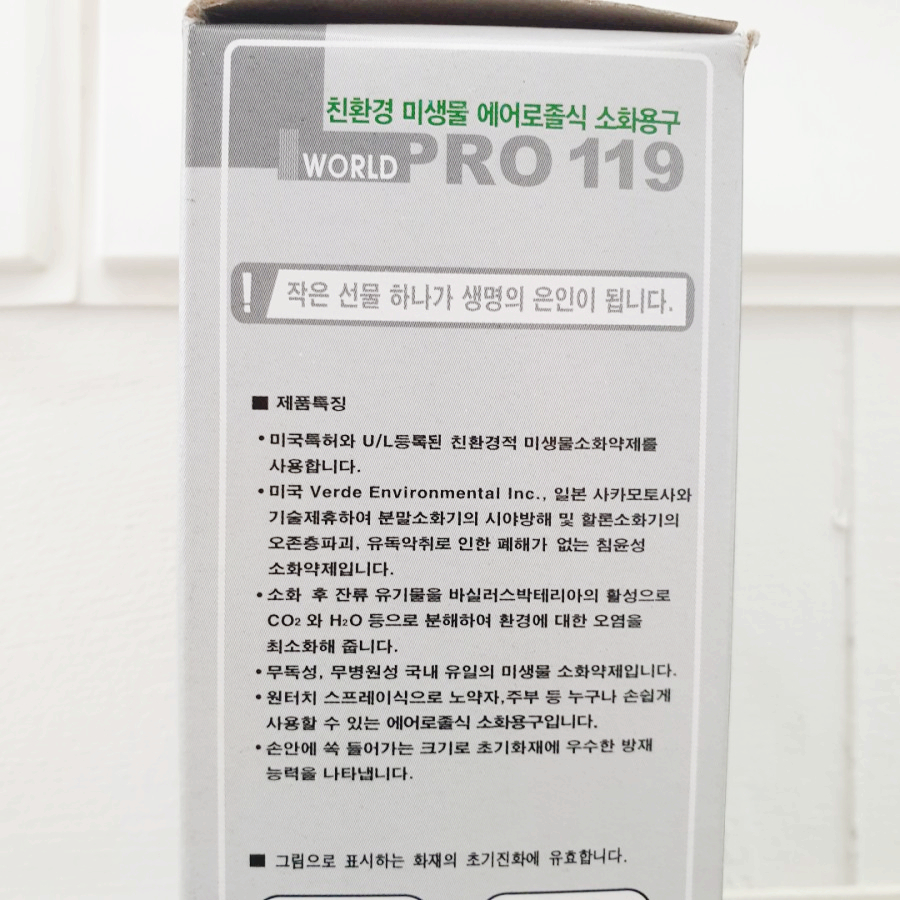 친환경 미생물 에어로졸식 소화용구
WORLD PRO 119
! 작은 선물 하나가 생명의 은인이 됩니다.
■ 제품특징
• 미국특허와 U/L등록된 친환경적 미생물소화약제를
사용합니다.
• 미국 Verde Environmental Inc., 일본 사카모토사와
기술제휴하여 분말소화기의 시야방해 및 할론소화기의
오존층파괴, 유독악취로 인한 폐해가 없는 침윤성
소화약제입니다.
• 소화 후 잔류 유기물을 바실러스박테리아의 활성으로
CO2 와 H2O 등으로 분해하여 환경에 대한 오염을
최소화해 줍니다.
• 무독성, 무병원성 국내 유일의 미생물 소화약제입니다.
• 원터치 스프레이식으로 노약자,주부 등 누구나 손쉽게
사용할 수 있는 에어로졸식 소화용구입니다.
• 손안에 쏙 들어가는 크기로 초기화재에 우수한 방재
능력을 나타냅니다.
■ 그림으로 표시하는 화재의 초기진화에 유효합니다.